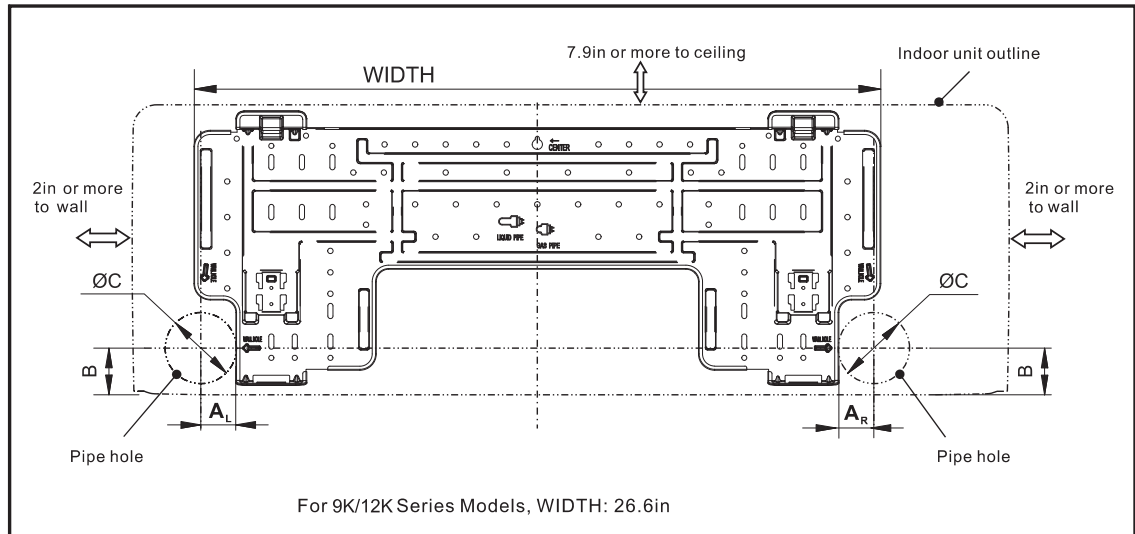 7.9in or more to ceiling
Indoor unit outline
WIDTH
← CENTER
2in or more
to wall
2in or more
to wall
LIQUID PIPE
GAS PIPE
ØC
ØC
B
B
A L
A R
Pipe hole
Pipe hole
For 9K/12K Series Models, WIDTH: 26.6in